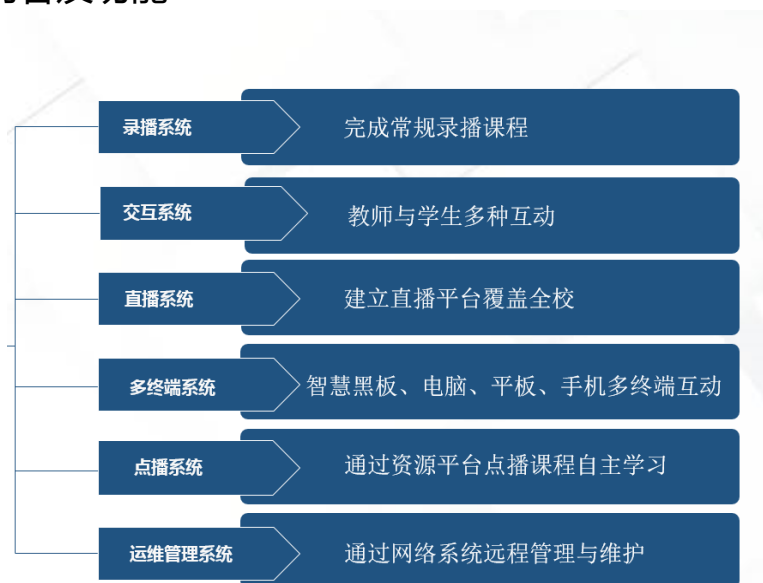 录播系统
完成常规录播课程
交互系统
教师与学生多种互动
直播系统
建立直播平台覆盖全校
多终端系统
智慧黑板、电脑、平板、手机多终端互动
点播系统
通过资源平台点播课程自主学习
运维管理系统
通过网络系统远程管理与维护